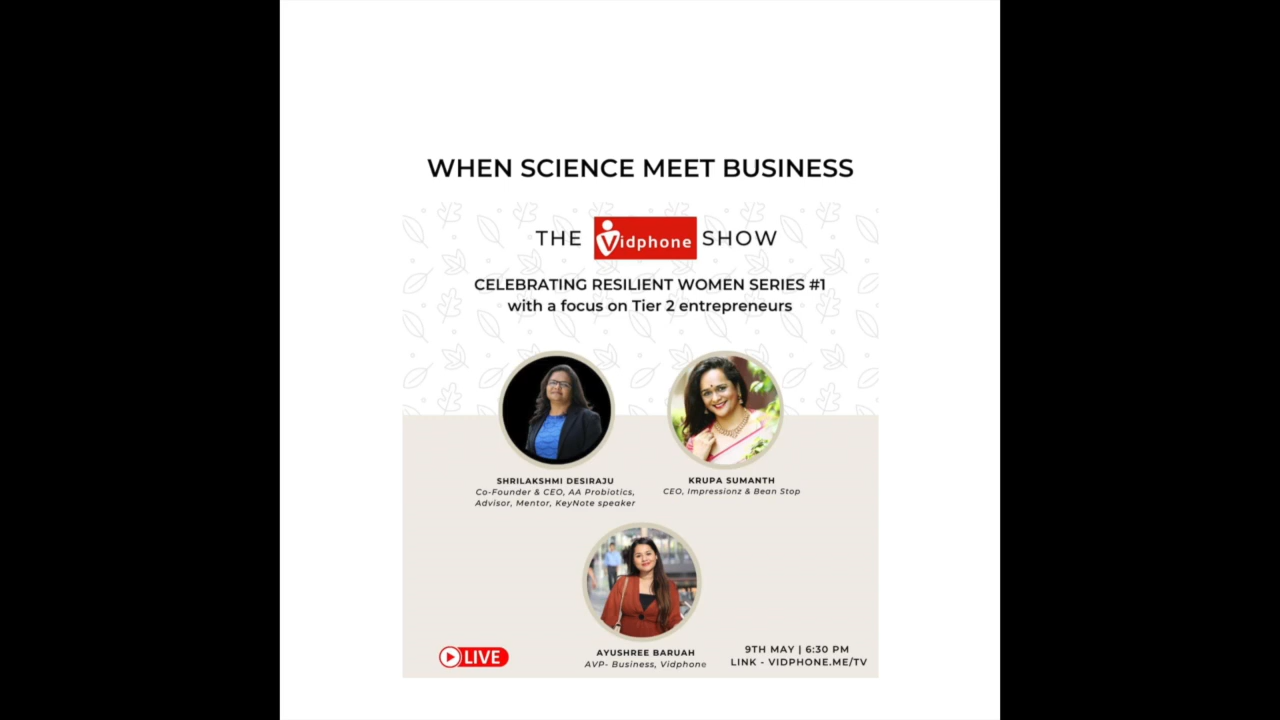 WHEN SCIENCE MEET BUSINESS
THE Vidphone SHOW
CELEBRATING RESILIENT WOMEN SERIES #1
with a focus on Tier 2 entrepreneurs
SHRILAKSHMI DESIRAJU
Co-Founder & CEO, AA Probiotics,
Advisor, Mentor, KeyNote speaker
KRUPA SUMANTH
CEO, Impressionz & Bean Stop
AYUSHREE BARUAH
AVP- Business, Vidphone
LIVE
9TH MAY | 6:30 PM
LINK - VIDPHONE.ME/TV